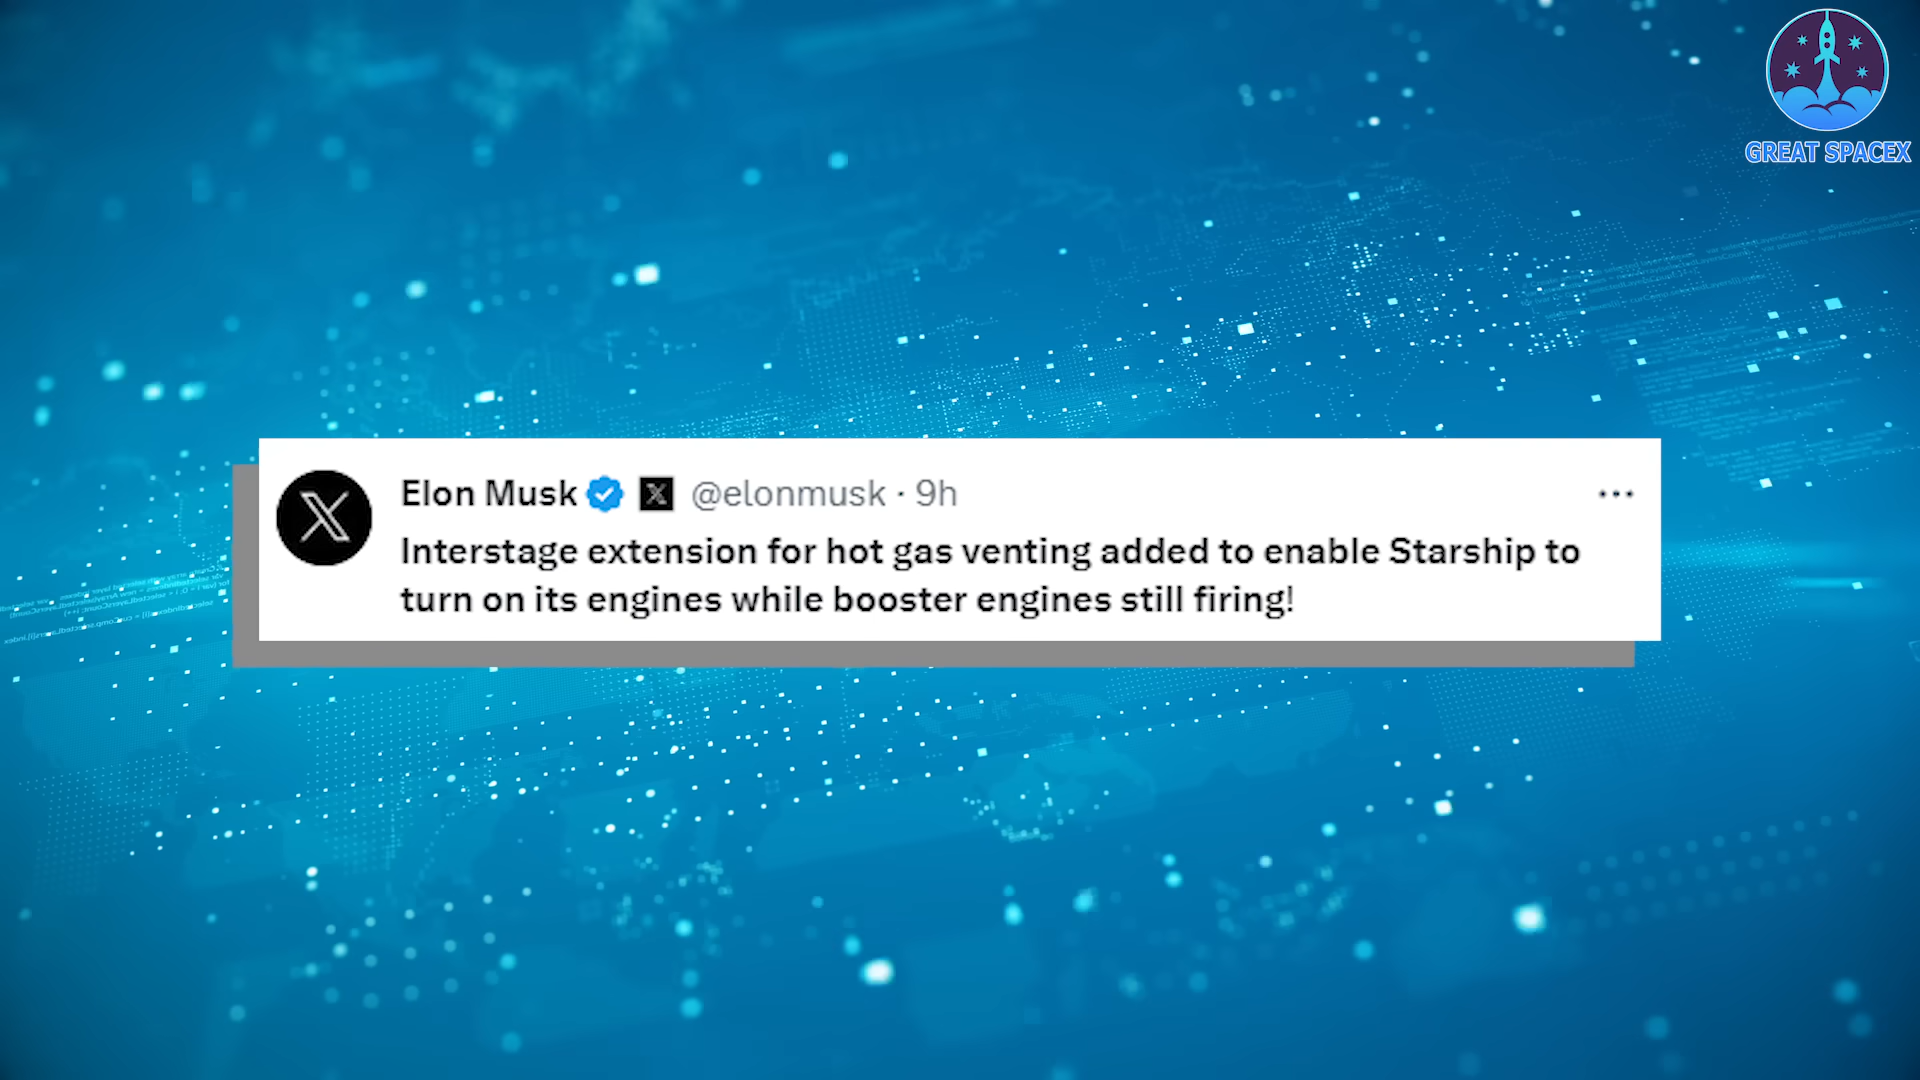 GREAT SPACEX
Elon Musk @elonmusk · 9h
Interstage extension for hot gas venting added to enable Starship to
turn on its engines while booster engines still firing!